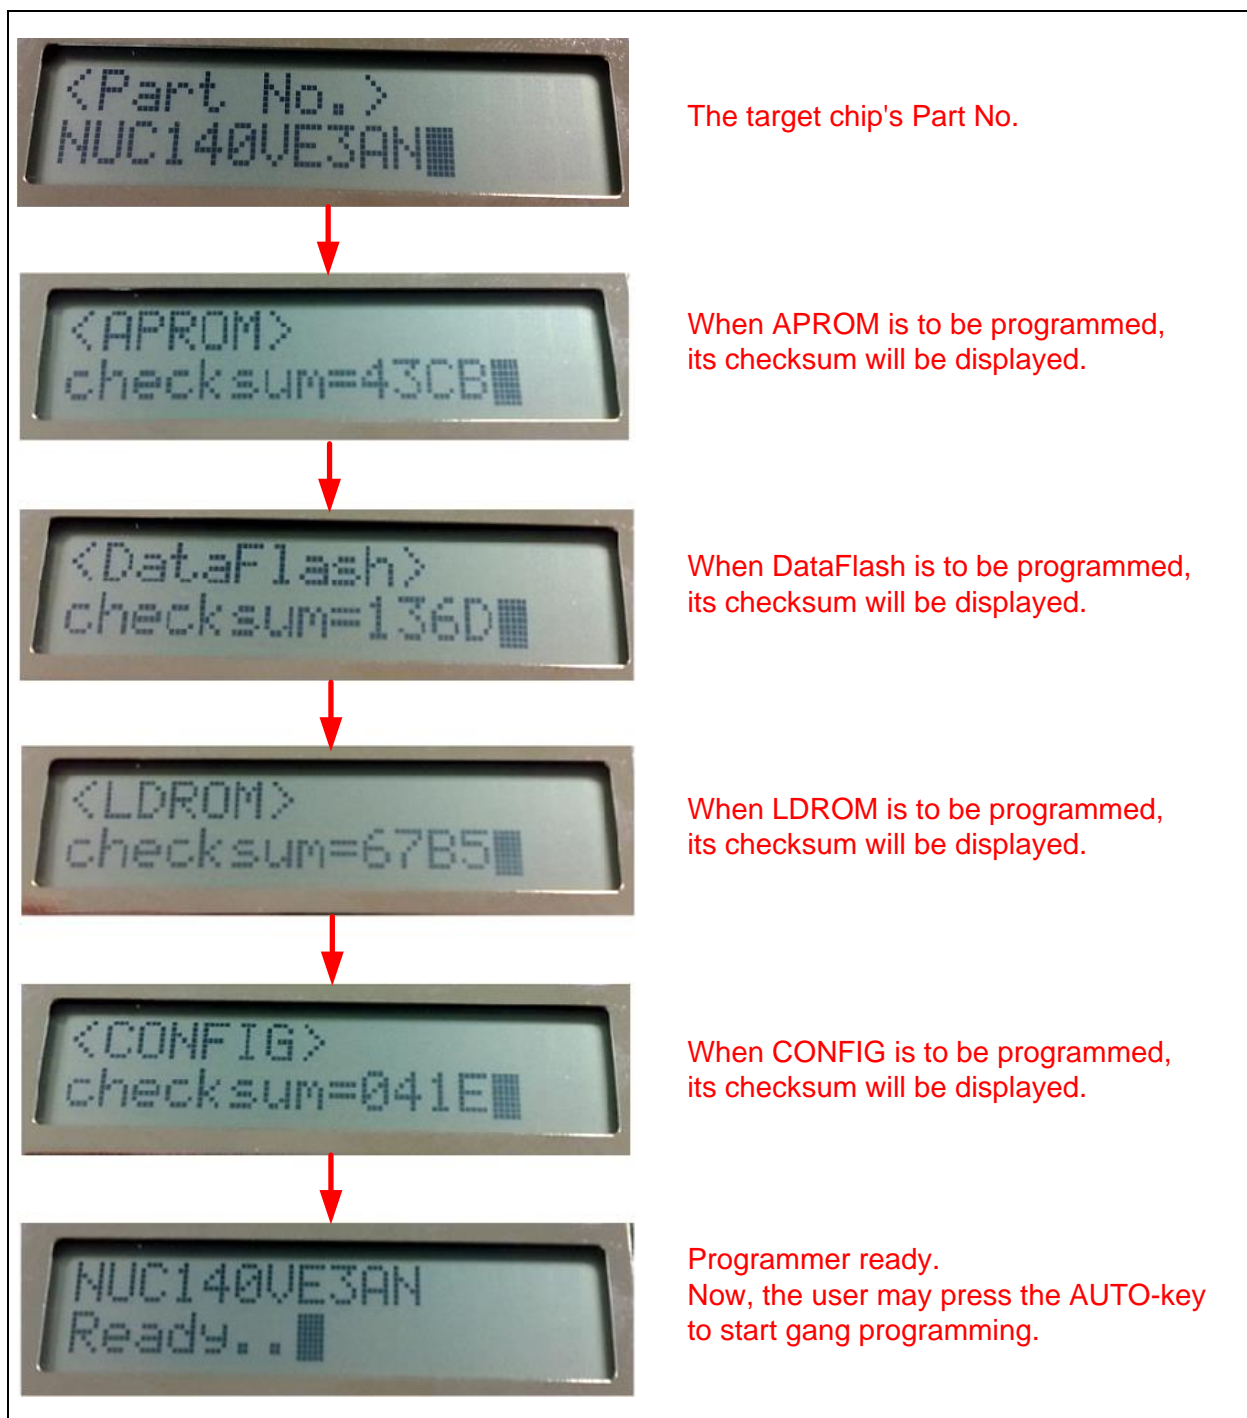 <Part No.>
NUC140VE3AN
The target chip's Part No.
<APROM>
checksum=43CB
When APROM is to be programmed,
its checksum will be displayed.
<DataFlash>
checksum=136D
When DataFlash is to be programmed,
its checksum will be displayed.
<LDROM>
checksum=67B5
When LDROM is to be programmed,
its checksum will be displayed.
<CONFIG>
checksum=041E
When CONFIG is to be programmed,
its checksum will be displayed.
NUC140VE3AN
Ready..
Programmer ready.
Now, the user may press the AUTO-key
to start gang programming.